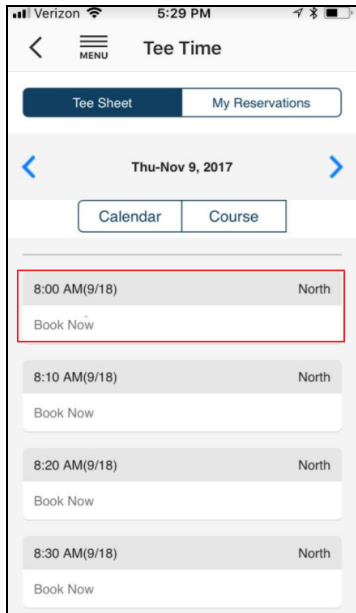 Verizon 5:29 PM
MENU Tee Time
Tee Sheet My Reservations
Thu-Nov 9, 2017
Calendar Course
8:00 AM(9/18) North
Book Now
8:10 AM(9/18) North
Book Now
8:20 AM(9/18) North
Book Now
8:30 AM(9/18) North
Book Now